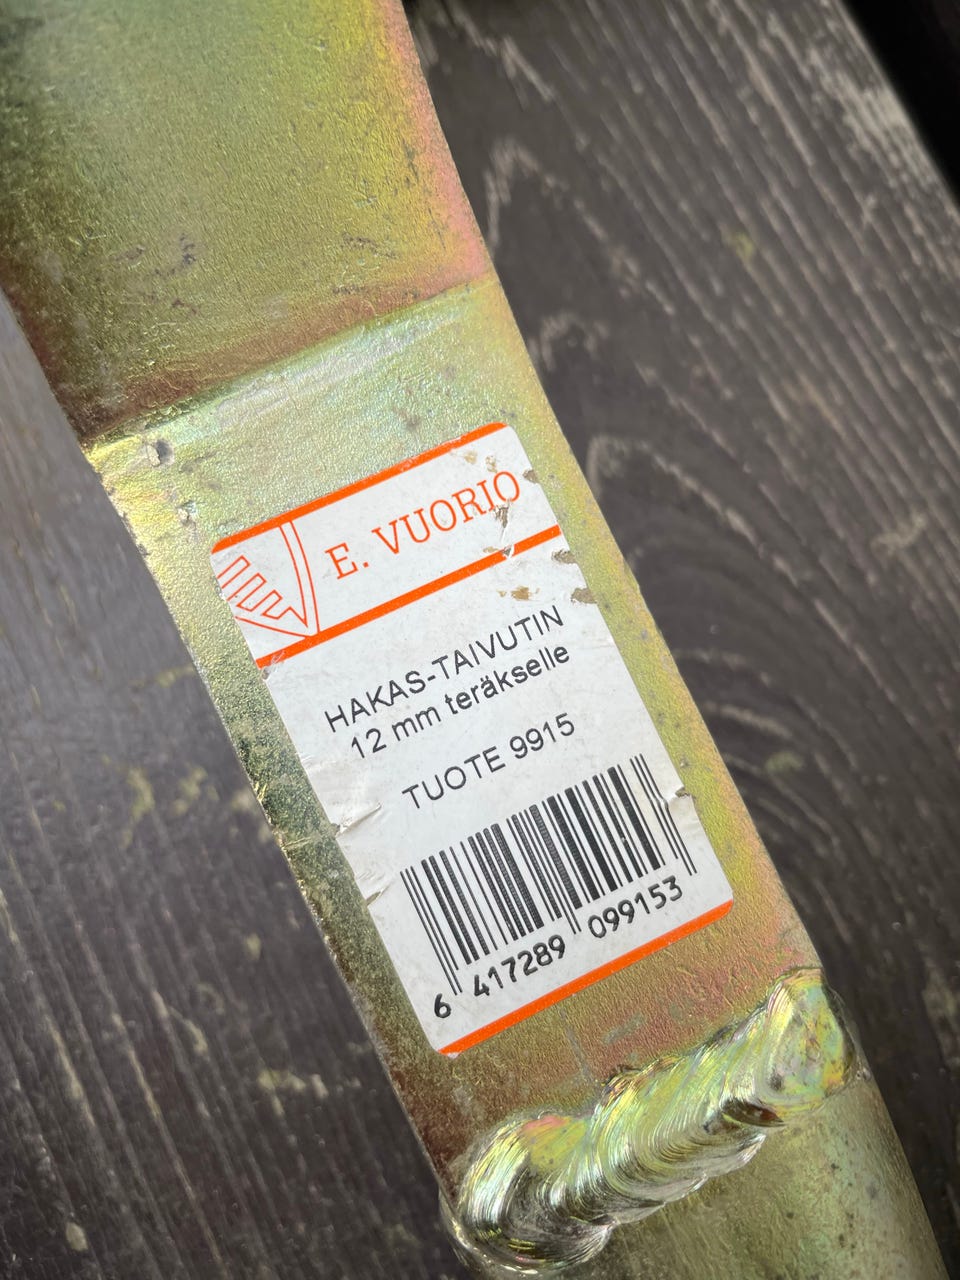 E. VUORIO
HAKAS-TAIVUTIN
12 mm teräkselle
TUOTE 9915
6 417289 099153